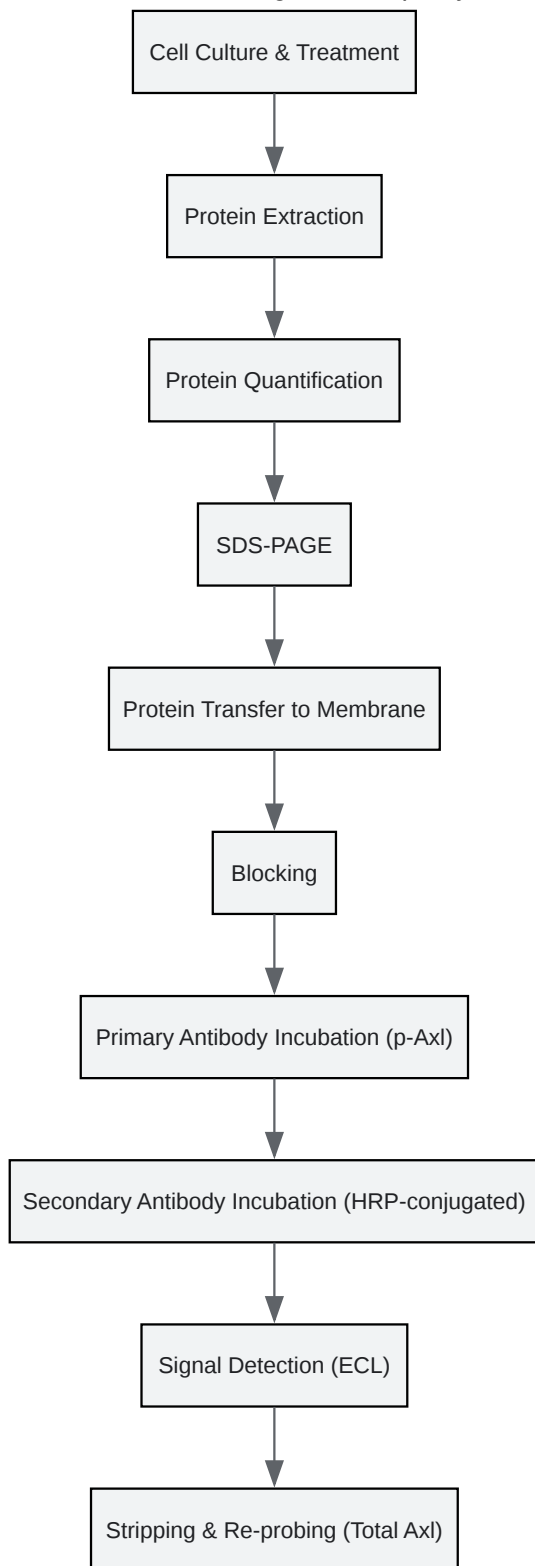 Cell Culture & Treatment
Protein Extraction
Protein Quantification
SDS-PAGE
Protein Transfer to Membrane
Blocking
Primary Antibody Incubation (p-Axl)
Secondary Antibody Incubation (HRP-conjugated)
Signal Detection (ECL)
Stripping & Re-probing (Total Axl)